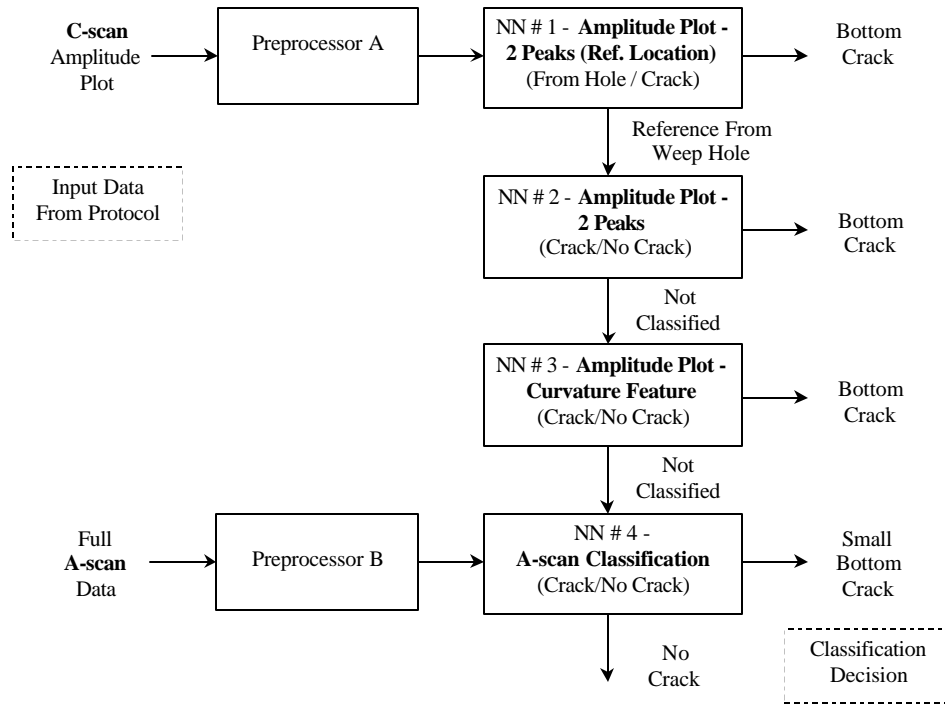 C-scan
Amplitude
Plot
Preprocessor A
NN # 1 - Amplitude Plot -
2 Peaks (Ref. Location)
(From Hole / Crack)
Bottom
Crack
Reference From
Weep Hole
Input Data
From Protocol
NN # 2 - Amplitude Plot -
2 Peaks
(Crack/No Crack)
Bottom
Crack
Not
Classified
NN # 3 - Amplitude Plot -
Curvature Feature
(Crack/No Crack)
Bottom
Crack
Not
Classified
Full
A-scan
Data
Preprocessor B
NN # 4 -
A-scan Classification
(Crack/No Crack)
Small
Bottom
Crack
No
Crack
Classification
Decision